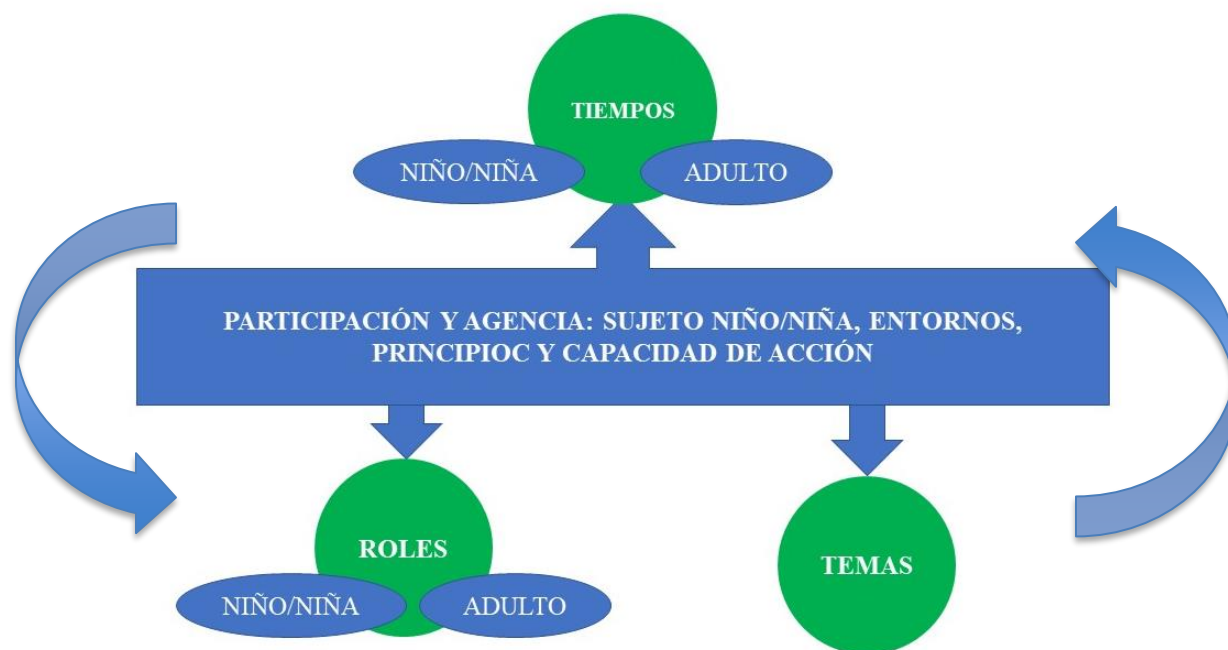 TIEMPOS
NIÑO/NIÑA
ADULTO
PARTICIPACIÓN Y AGENCIA: SUJETO NIÑO/NIÑA, ENTORNOS,
PRINCIPIOC Y CAPACIDAD DE ACCIÓN
ROLES
NIÑO/NIÑA
ADULTO
TEMAS